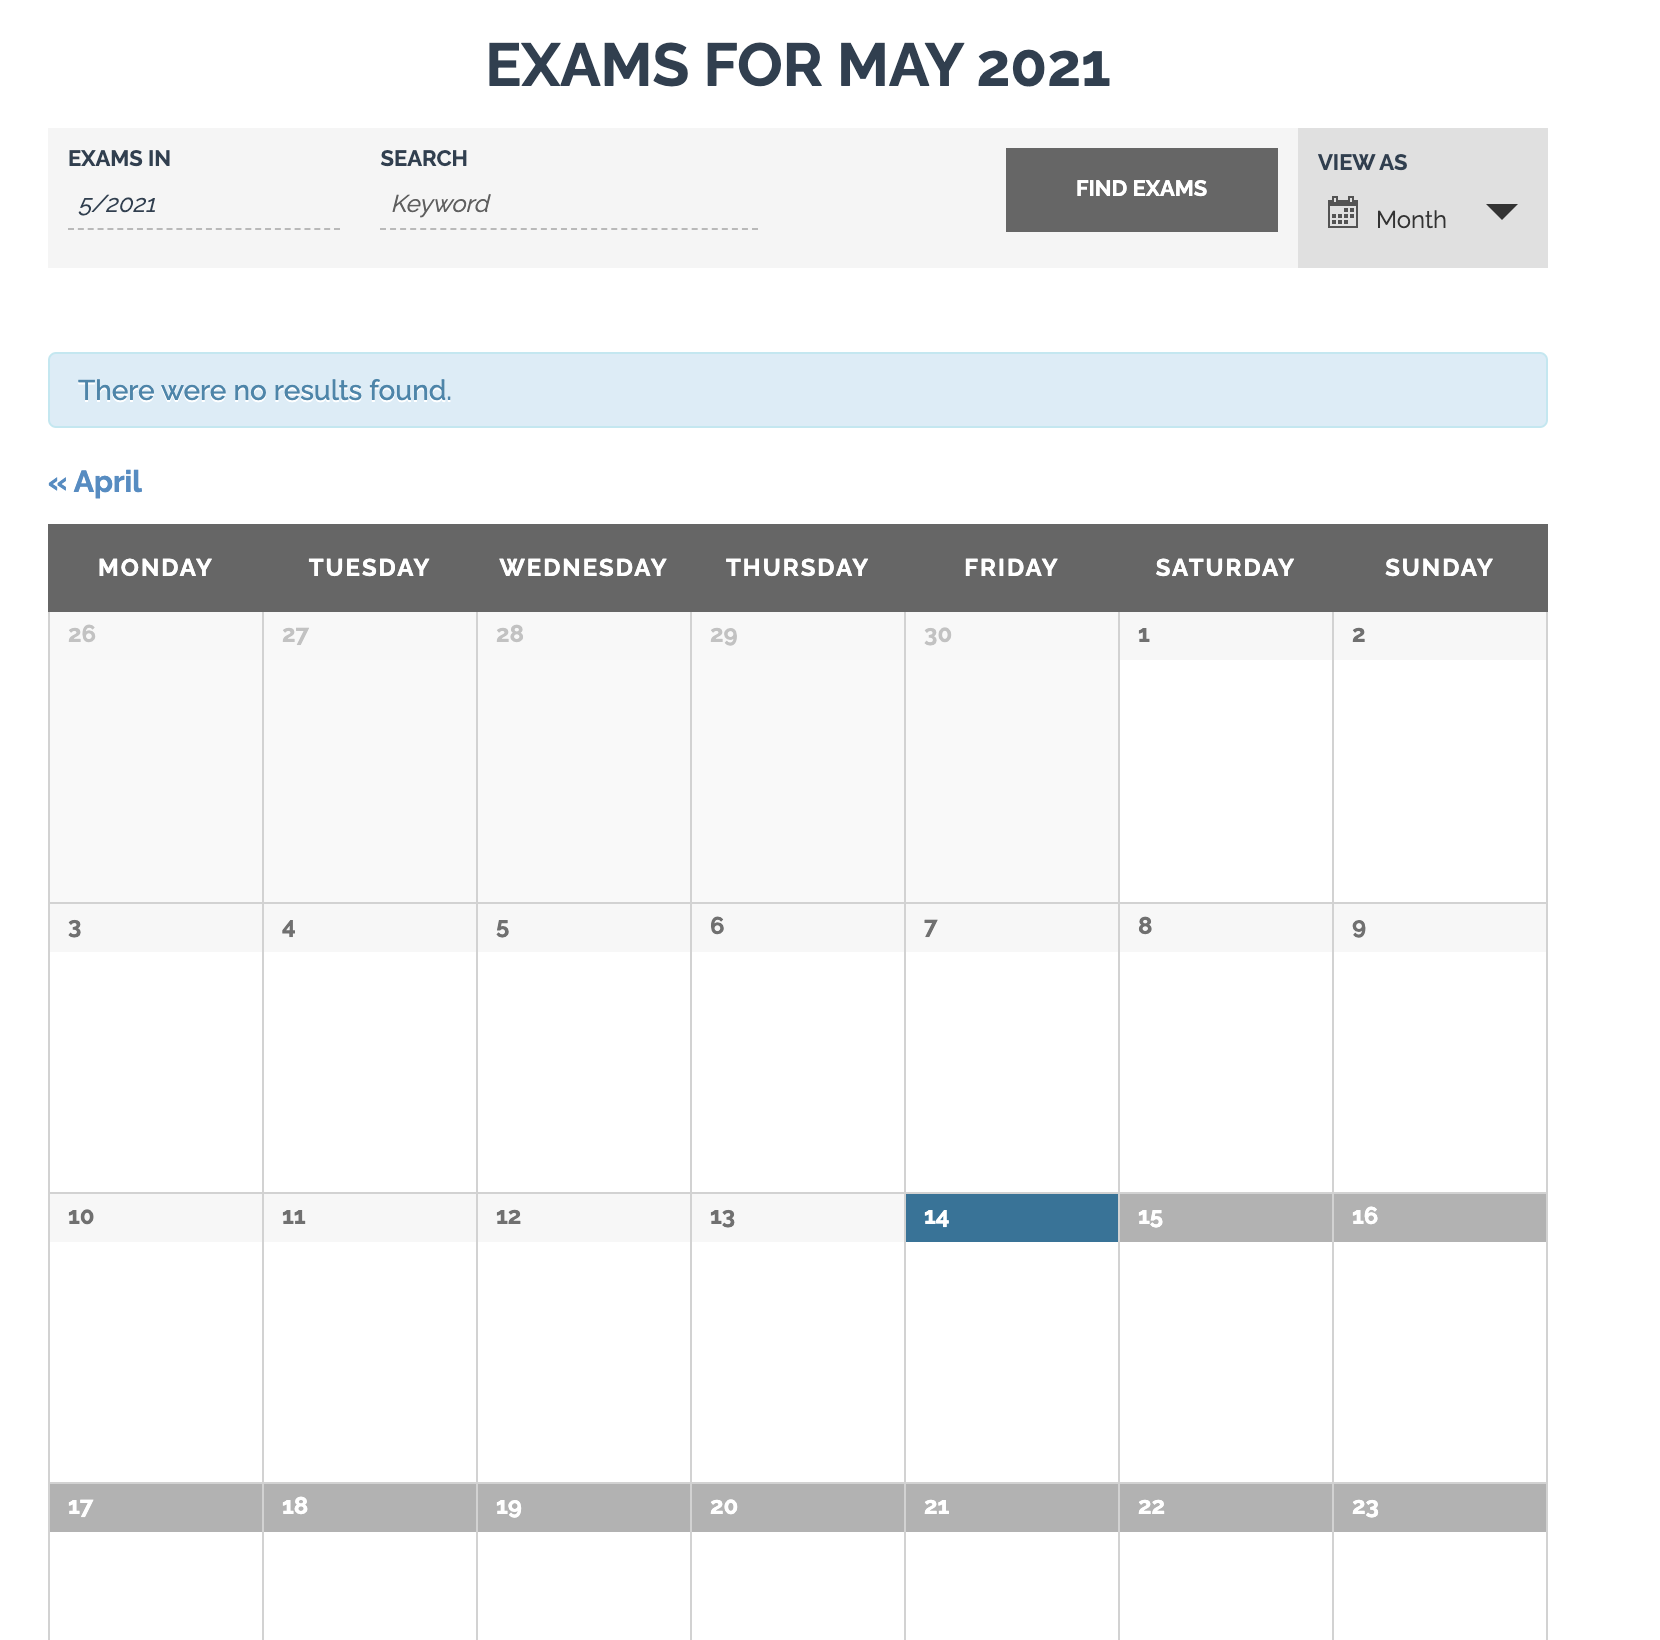 EXAMS FOR MAY 2021
EXAMS IN
5/2021
SEARCH
Keyword
FIND EXAMS
VIEW AS
Month
There were no results found.
« April
MONDAY TUESDAY WEDNESDAY THURSDAY FRIDAY SATURDAY SUNDAY
26 27 28 29 30 1 2
3 4 5 6 7 8 9
10 11 12 13 14 15 16
17 18 19 20 21 22 23